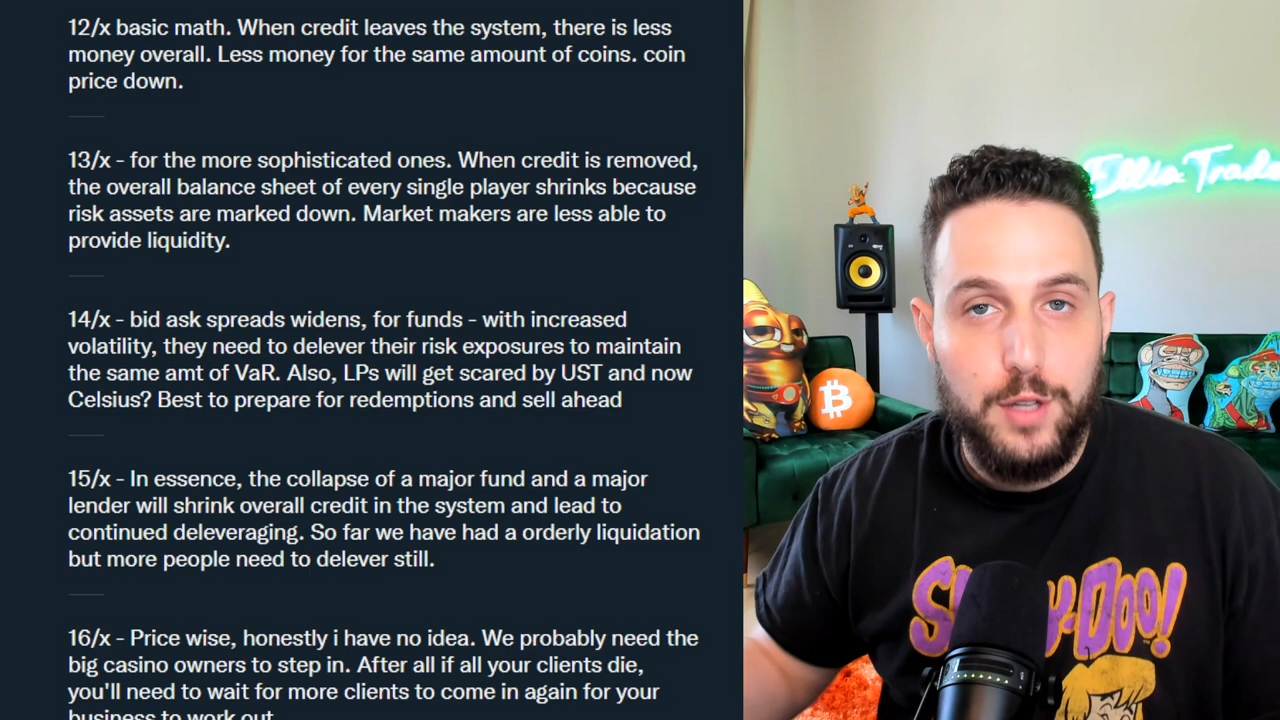 12/x basic math. When credit leaves the system, there is less
money overall. Less money for the same amount of coins. coin
price down.
13/x - for the more sophisticated ones. When credit is removed,
the overall balance sheet of every single player shrinks because
risk assets are marked down. Market makers are less able to
provide liquidity.
14/x - bid ask spreads widens, for funds - with increased
volatility, they need to delever their risk exposures to maintain
the same amt of VaR. Also, LPs will get scared by UST and now
Celsius? Best to prepare for redemptions and sell ahead
15/x - In essence, the collapse of a major fund and a major
lender will shrink overall credit in the system and lead to
continued deleveraging. So far we have had a orderly liquidation
but more people need to delever still.
16/x - Price wise, honestly i have no idea. We probably need the
big casino owners to step in. After all if all your clients die,
you'll need to wait for more clients to come in again for your
business to work out